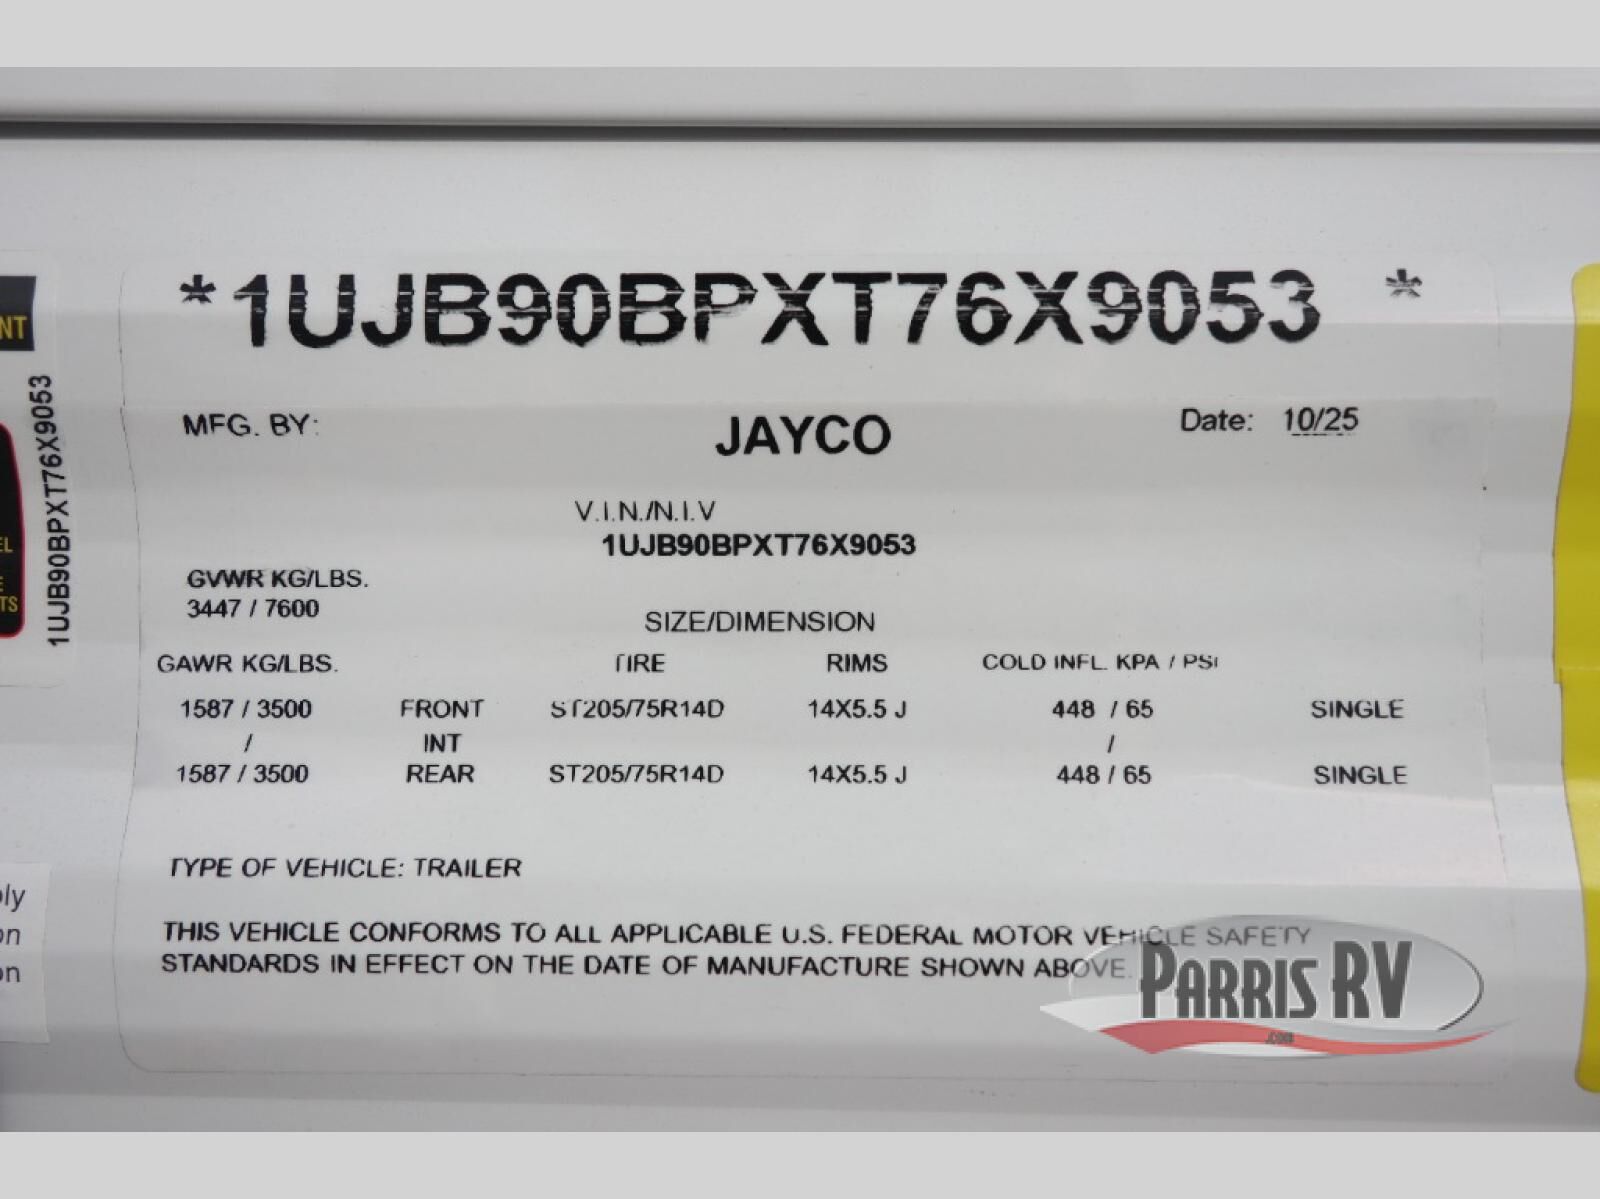 *1UJB90BPXT76X9053 *
NT
1UJB90BPXT76X9053
MFG. BY: JAYCO Date: 10/25
V.I.N./N.I.V
1UJB90BPXT76X9053
GVWR KG/LBS.
3447 / 7600
SIZE/DIMENSION
GAWR KG/LBS. TIRE RIMS COLD INFL. KPA / PSI
1587 / 3500 FRONT ST205/75R14D 14X5.5 J 448 / 65 SINGLE
/ INT /
1587 / 3500 REAR ST205/75R14D 14X5.5 J 448 / 65 SINGLE
TYPE OF VEHICLE: TRAILER
THIS VEHICLE CONFORMS TO ALL APPLICABLE U.S. FEDERAL MOTOR VEHICLE SAFETY
STANDARDS IN EFFECT ON THE DATE OF MANUFACTURE SHOWN ABOVE.
PARRIS RV
.COM